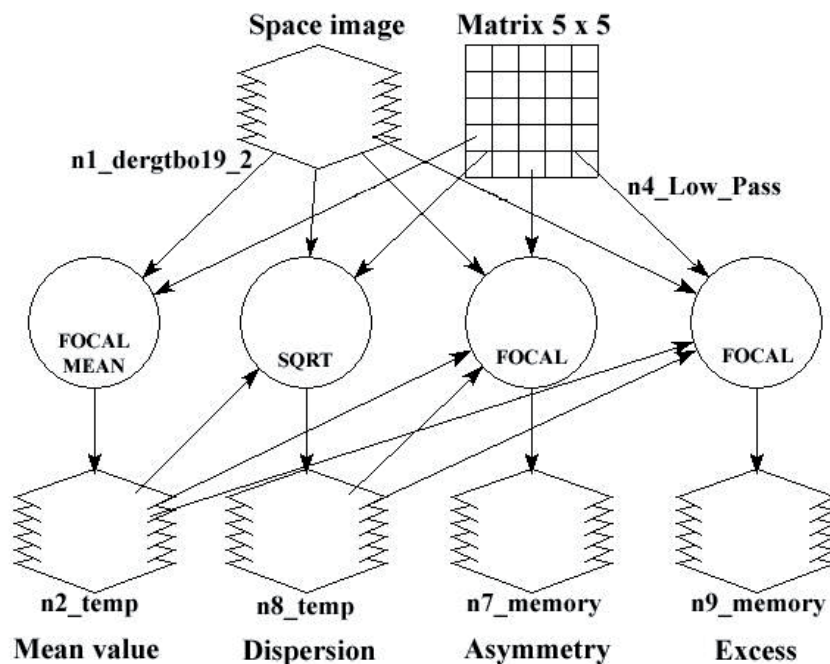 Space image
Matrix 5 x 5
n1_dergtbo19_2
n4_Low_Pass
FOCAL
MEAN
SQRT
FOCAL
FOCAL
n2_temp
n8_temp
n7_memory
n9_memory
Mean value
Dispersion
Asymmetry
Excess